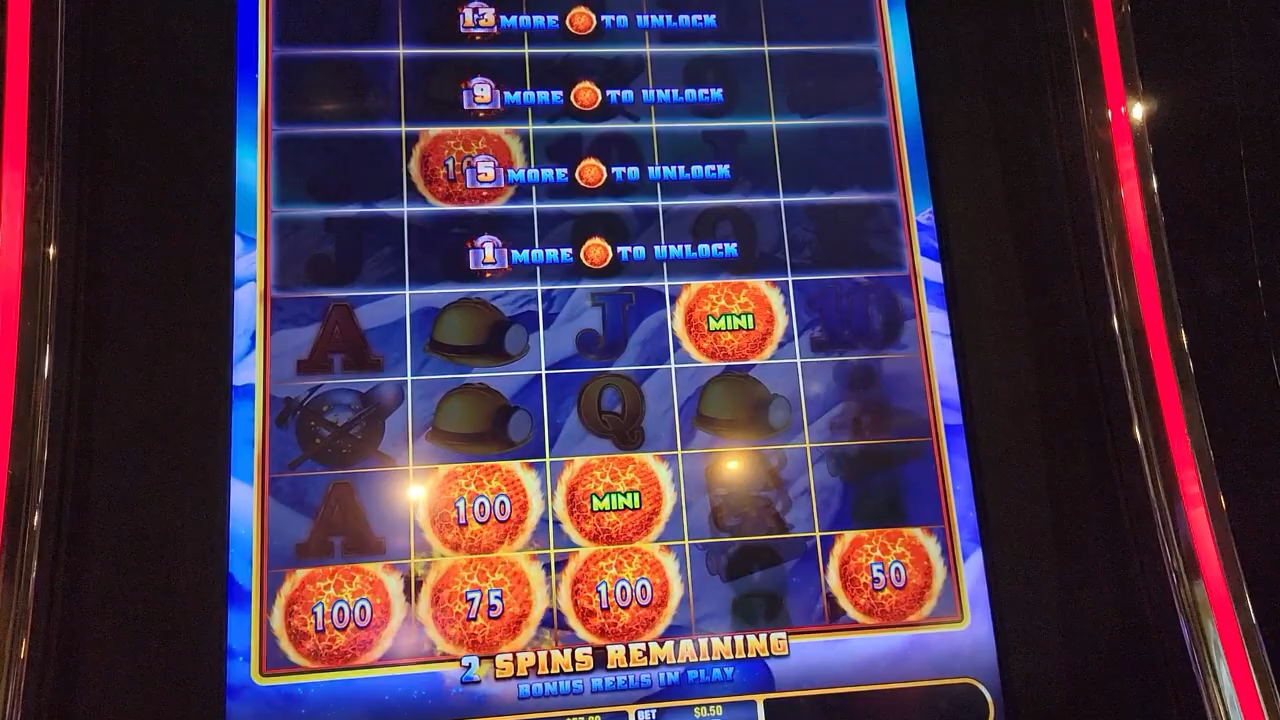 13 MORE TO UNLOCK
9 MORE TO UNLOCK
5 MORE TO UNLOCK
1 MORE TO UNLOCK
A J MINI 10
Q
A 100 MINI
100 75 100 50
2 SPINS REMAINING
BONUS REELS IN PLAY
BET $0.50